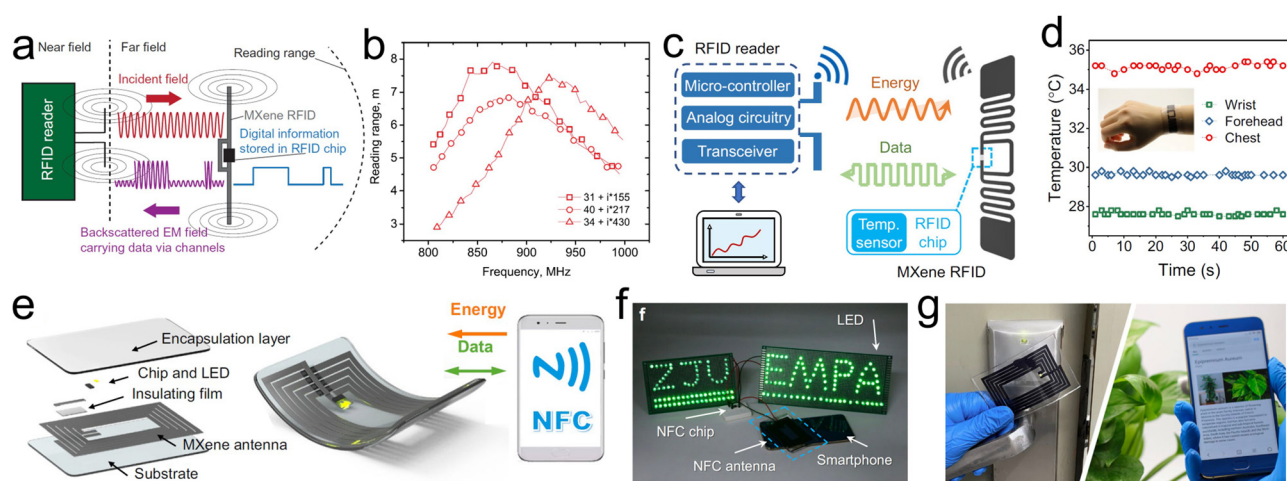 a
Near field
Far field
Reading range
Incident field
RFID reader
MXene RFID
Digital information
stored in RFID chip
Backscattered EM field
carrying data via channels
b
Reading range, m
8
7
6
5
4
3
800
850
900
950
1000
Frequency, MHz
31 + i*155
40 + i*217
34 + i*430
c
RFID reader
Micro-controller
Analog circuitry
Transceiver
Energy
Data
Temp.
sensor
RFID
chip
MXene RFID
d
Temperature (°C)
36
34
32
30
28
0
10
20
30
40
50
60
Time (s)
Wrist
Forehead
Chest
e
Encapsulation layer
Chip and LED
Insulating film
MXene antenna
Substrate
Energy
Data
NFC
f
f
LED
ZJU
EMPA
NFC chip
NFC antenna
Smartphone
g